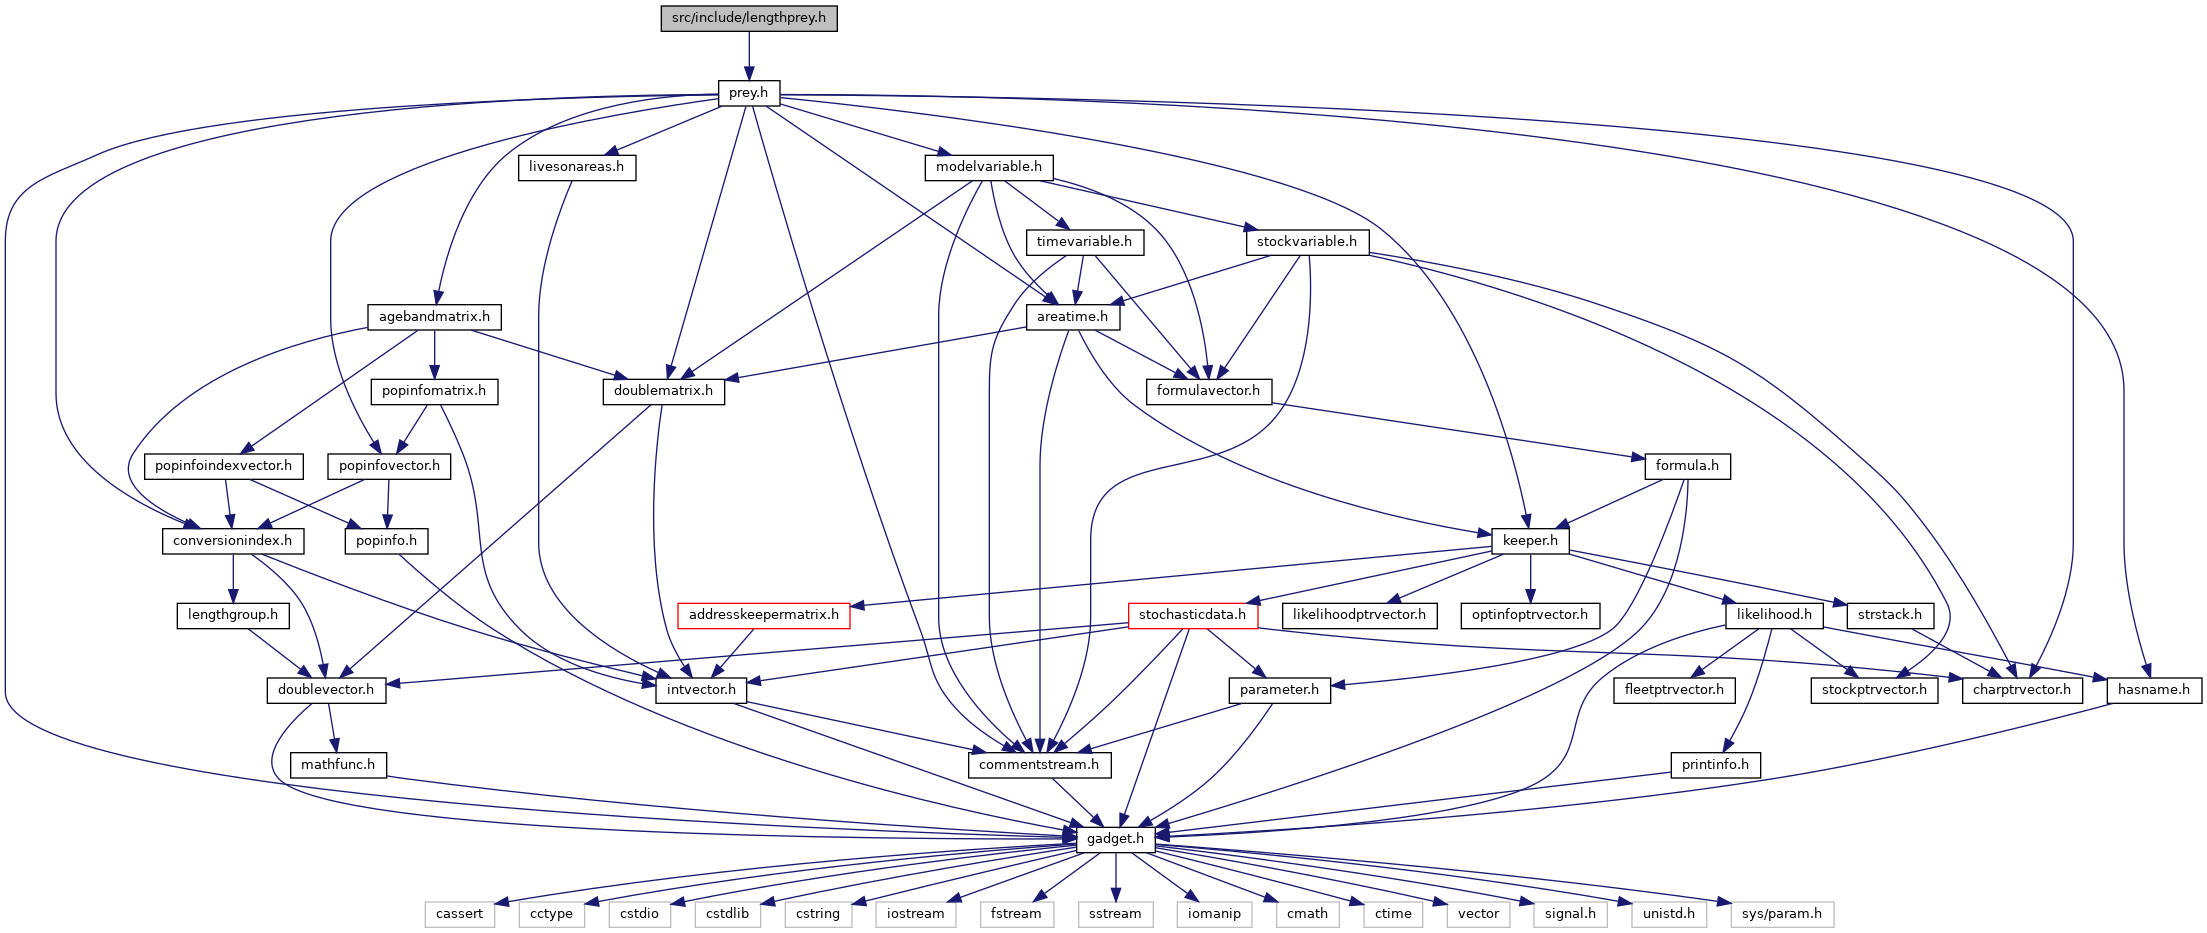 src/include/lengthprey.h
prey.h
livesonareas.h
modelvariable.h
timevariable.h
stockvariable.h
agebandmatrix.h
areatime.h
popinfomatrix.h
doublematrix.h
formulavector.h
popinfoindexvector.h
popinfovector.h
formula.h
conversionindex.h
popinfo.h
keeper.h
lengthgroup.h
addresskeepermatrix.h
stochasticdata.h
likelihoodptrvector.h
optinfoptrvector.h
likelihood.h
strstack.h
doublevector.h
intvector.h
parameter.h
fleetptrvector.h
stockptrvector.h
charptrvector.h
hasname.h
mathfunc.h
commentstream.h
printinfo.h
gadget.h
cassert
cctype
cstdio
cstdlib
cstring
iostream
fstream
sstream
iomanip
cmath
ctime
vector
signal.h
unistd.h
sys/param.h